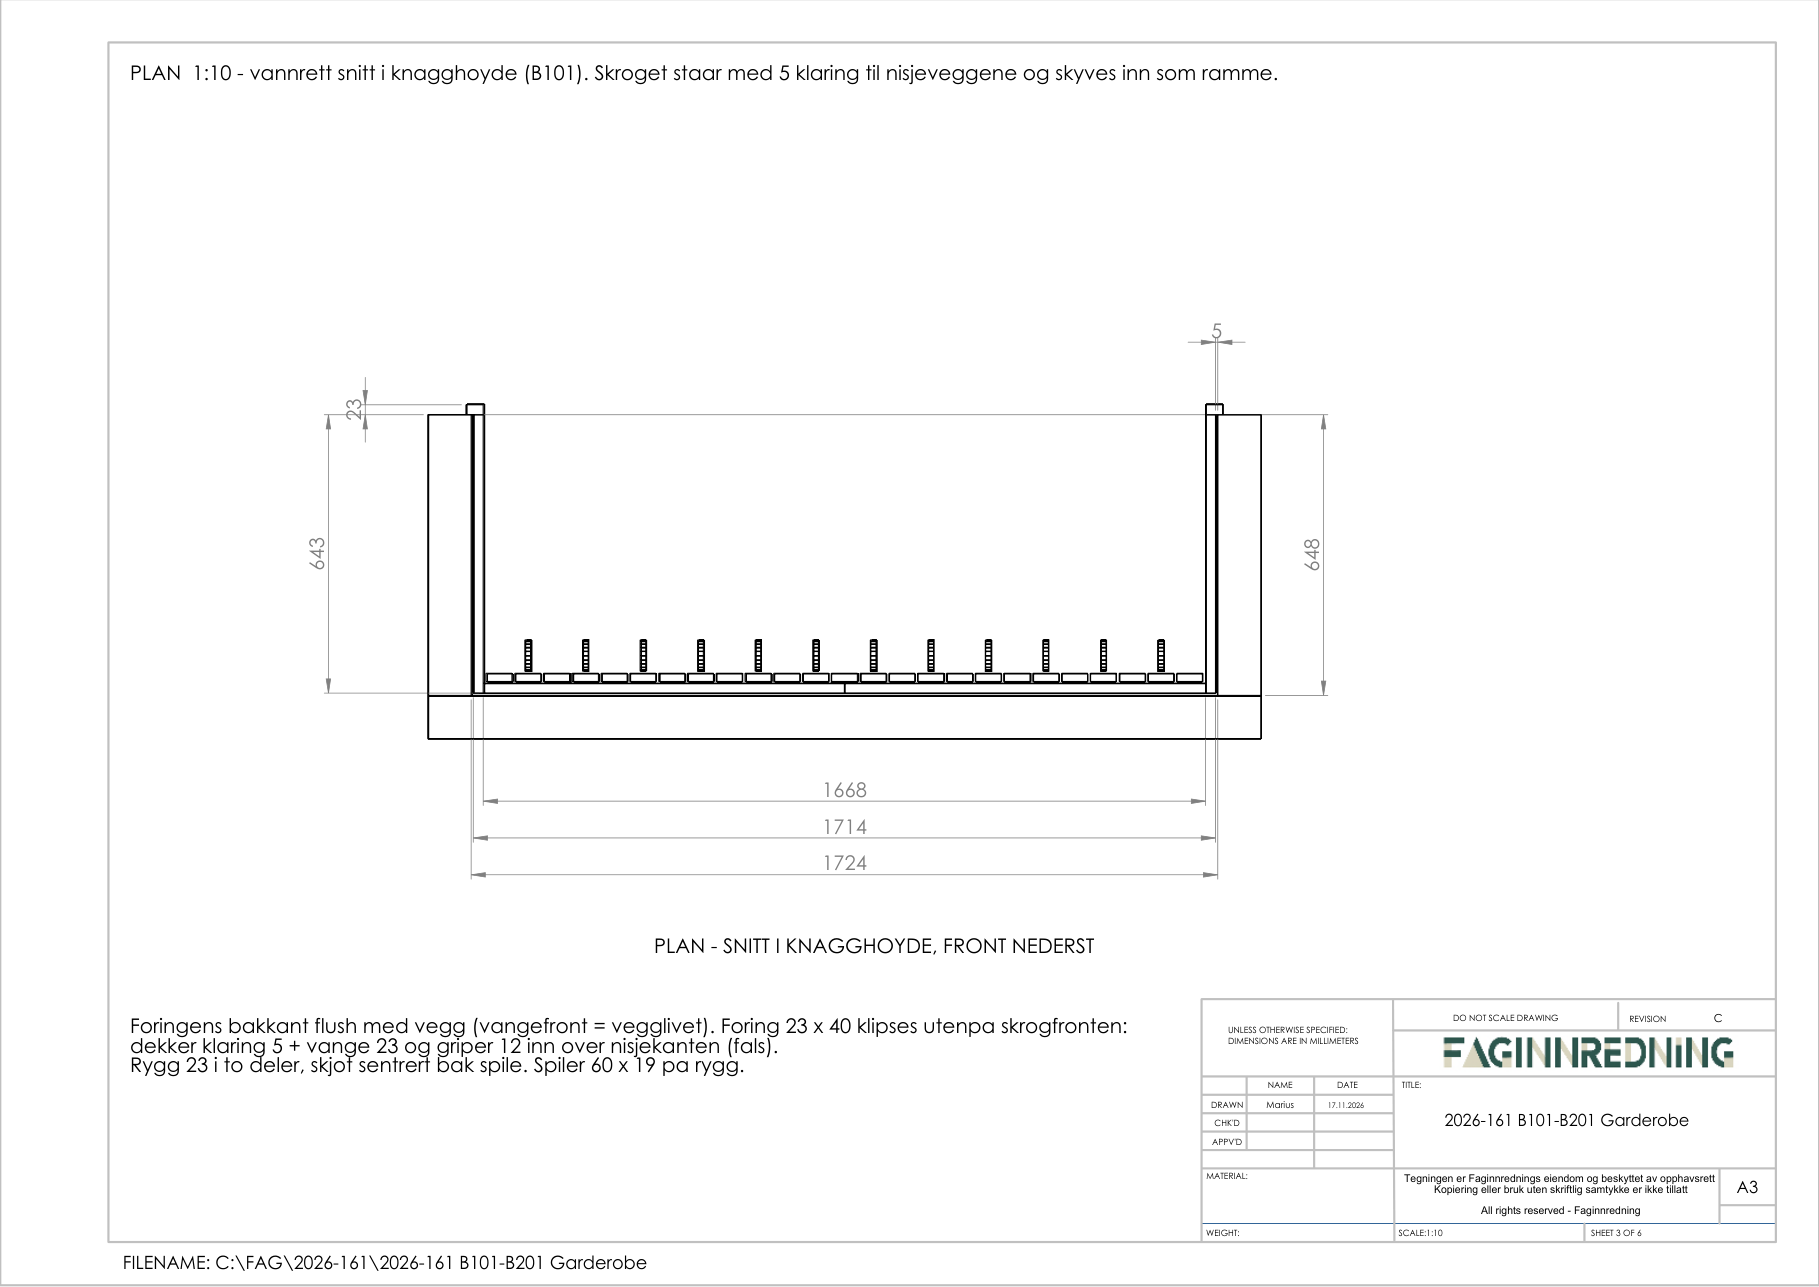 PLAN  1:10 - vannrett snitt i knagghoyde (B101). Skroget staar med 5 klaring til nisjeveggene og skyves inn som ramme.
5
23
643
648
1668
1714
1724
PLAN - SNITT I KNAGGHOYDE, FRONT NEDERST
Foringens bakkant flush med vegg (vangefront = vegglivet). Foring 23 x 40 klipses utenpa skrogfronten:
dekker klaring 5 + vange 23 og griper 12 inn over nisjekanten (fals).
Rygg 23 i to deler, skjot sentrert bak spile. Spiler 60 x 19 pa rygg.
UNLESS OTHERWISE SPECIFIED:
DIMENSIONS ARE IN MILLIMETERS
DO NOT SCALE DRAWING
REVISION C
FAGINNREDNING
NAME DATE
DRAWN Marius 17.11.2026
CHK'D
APPV'D
TITLE:
2026-161 B101-B201 Garderobe
MATERIAL:
Tegningen er Faginnrednings eiendom og beskyttet av opphavsrett
Kopiering eller bruk uten skriftlig samtykke er ikke tillatt
All rights reserved - Faginnredning
A3
WEIGHT:
SCALE:1:10
SHEET 3 OF 6
FILENAME: C:\FAG\2026-161\2026-161 B101-B201 Garderobe